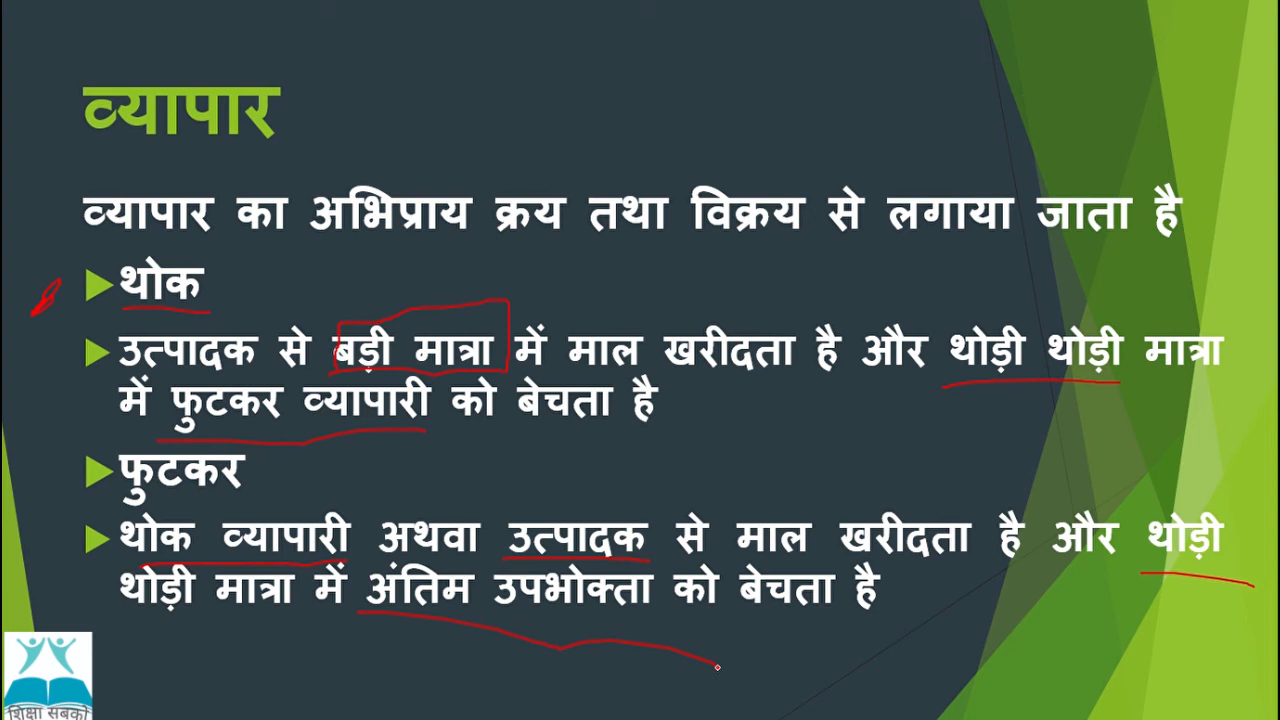 व्यापार
व्यापार का अभिप्राय क्रय तथा विक्रय से लगाया जाता है
थोक
उत्पादक से बड़ी मात्रा में माल खरीदता है और थोड़ी थोड़ी मात्रा
में फुटकर व्यापारी को बेचता है
फुटकर
थोक व्यापारी अथवा उत्पादक से माल खरीदता है और थोड़ी
थोड़ी मात्रा में अंतिम उपभोक्ता को बेचता है
शिक्षा सबको